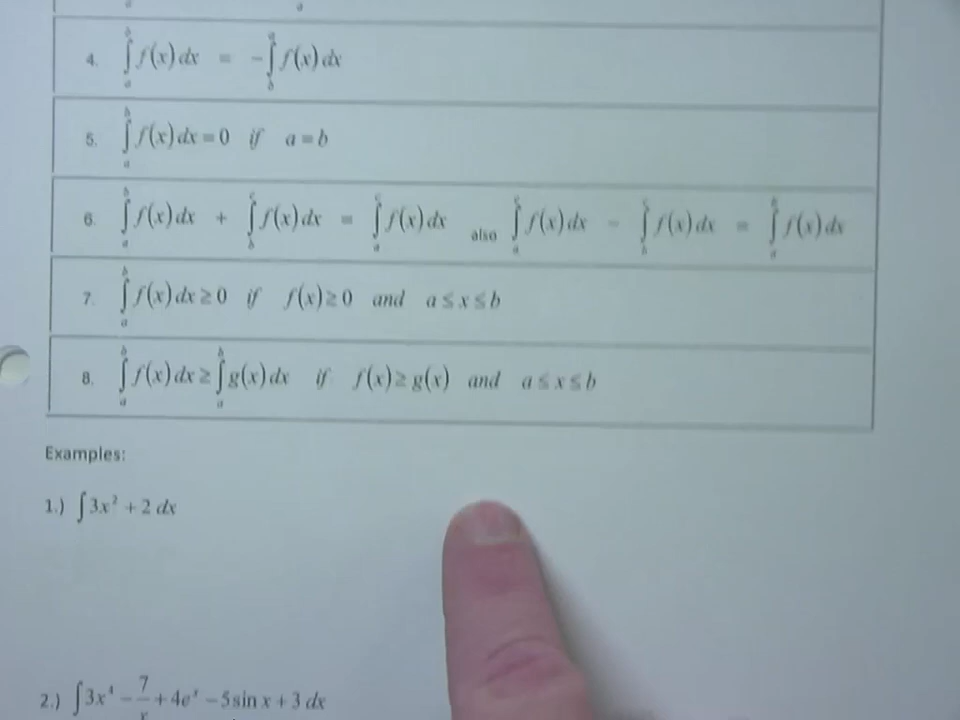 4. ∫_a^b f(x) dx = -∫_b^a f(x) dx
5. ∫_a^b f(x) dx = 0 if a = b
6. ∫_a^b f(x) dx + ∫_b^c f(x) dx = ∫_a^c f(x) dx also ∫_a^c f(x) dx - ∫_b^c f(x) dx = ∫_a^b f(x) dx
7. ∫_a^b f(x) dx ≥ 0 if f(x) ≥ 0 and a ≤ x ≤ b
8. ∫_a^b f(x) dx ≥ ∫_a^b g(x) dx if f(x) ≥ g(x) and a ≤ x ≤ b
Examples:
1.) ∫ 3x² + 2 dx
2.) ∫ 3x⁴ - 7/x + 4eˣ - 5 sin x + 3 dx